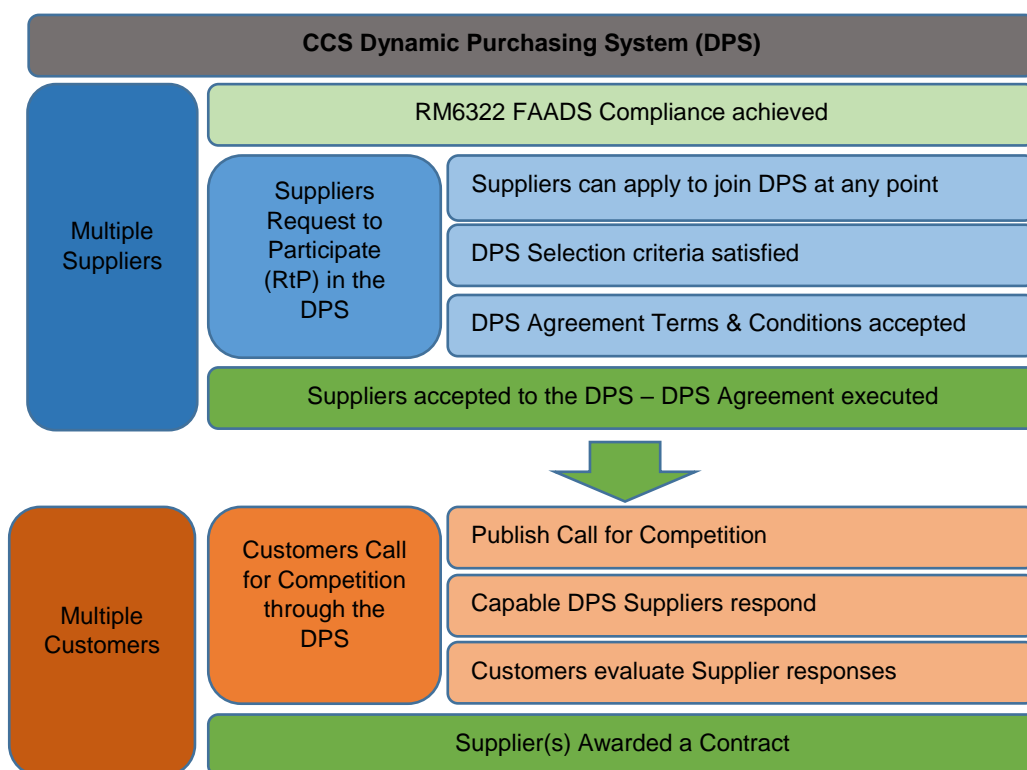 CCS Dynamic Purchasing System (DPS)
RM6322 FAADS Compliance achieved
Multiple
Suppliers
Suppliers
Request to
Participate
(RtP) in the
DPS
Suppliers can apply to join DPS at any point
DPS Selection criteria satisfied
DPS Agreement Terms & Conditions accepted
Suppliers accepted to the DPS – DPS Agreement executed
Multiple
Customers
Customers Call
for Competition
through the
DPS
Publish Call for Competition
Capable DPS Suppliers respond
Customers evaluate Supplier responses
Supplier(s) Awarded a Contract